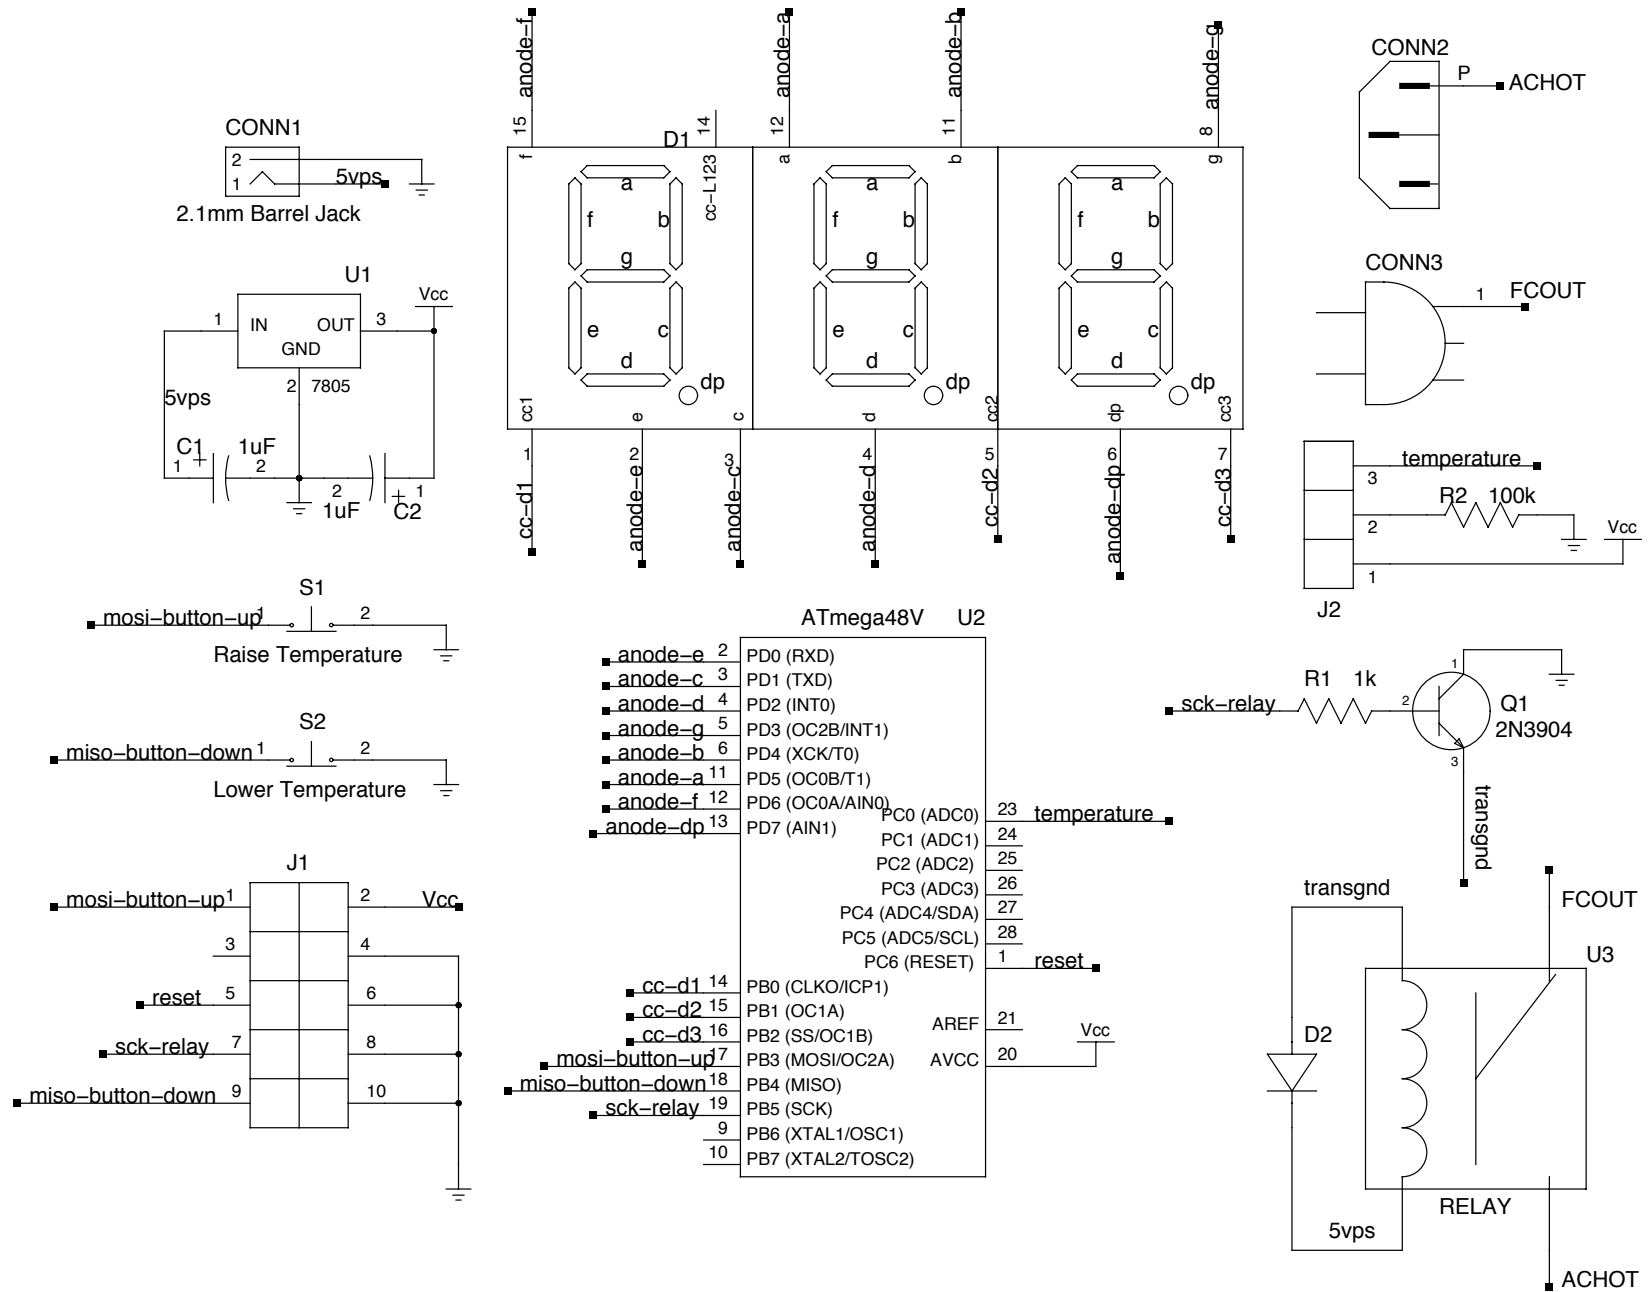 CONN1
2
1
5vps
2.1mm Barrel Jack
U1
Vcc
1
IN
OUT
3
GND
2
7805
5vps
C1
1uF
1
+
2
2
1
+
1uF
C2
S1
mosi-button-up
1
2
Raise Temperature
S2
miso-button-down
1
2
Lower Temperature
J1
mosi-button-up
1
2
Vcc
3
4
reset
5
6
sck-relay
7
8
miso-button-down
9
10
anode-f
anode-a
anode-b
anode-g
15
14
12
11
8
D1
f
cc-L123
a
b
g
a
f b
g
e c
d
dp
a
f b
g
e c
d
dp
a
f b
g
e c
d
dp
cc1
e
c
d
cc2
dp
cc3
1
2
3
4
5
6
7
cc-d1
anode-e
anode-c
anode-d
cc-d2
anode-dp
cc-d3
ATmega48V
U2
anode-e 2 PD0 (RXD)
anode-c 3 PD1 (TXD)
anode-d 4 PD2 (INT0)
anode-g 5 PD3 (OC2B/INT1)
anode-b 6 PD4 (XCK/T0)
anode-a 11 PD5 (OC0B/T1)
anode-f 12 PD6 (OC0A/AIN0)
anode-dp 13 PD7 (AIN1)
PC0 (ADC0) 23 temperature
PC1 (ADC1) 24
PC2 (ADC2) 25
PC3 (ADC3) 26
PC4 (ADC4/SDA) 27
PC5 (ADC5/SCL) 28
PC6 (RESET) 1 reset
cc-d1 14 PB0 (CLKO/ICP1)
cc-d2 15 PB1 (OC1A)
cc-d3 16 PB2 (SS/OC1B)
mosi-button-up 17 PB3 (MOSI/OC2A)
miso-button-down 18 PB4 (MISO)
sck-relay 19 PB5 (SCK)
9 PB6 (XTAL1/OSC1)
10 PB7 (XTAL2/TOSC2)
AREF 21
AVCC 20
Vcc
CONN2
P
ACHOT
CONN3
1
FCOUT
temperature
3
R2 100k
2
Vcc
1
J2
sck-relay
R1 1k
1
2
3
Q1
2N3904
transgnd
transgnd
FCOUT
U3
D2
RELAY
5vps
ACHOT